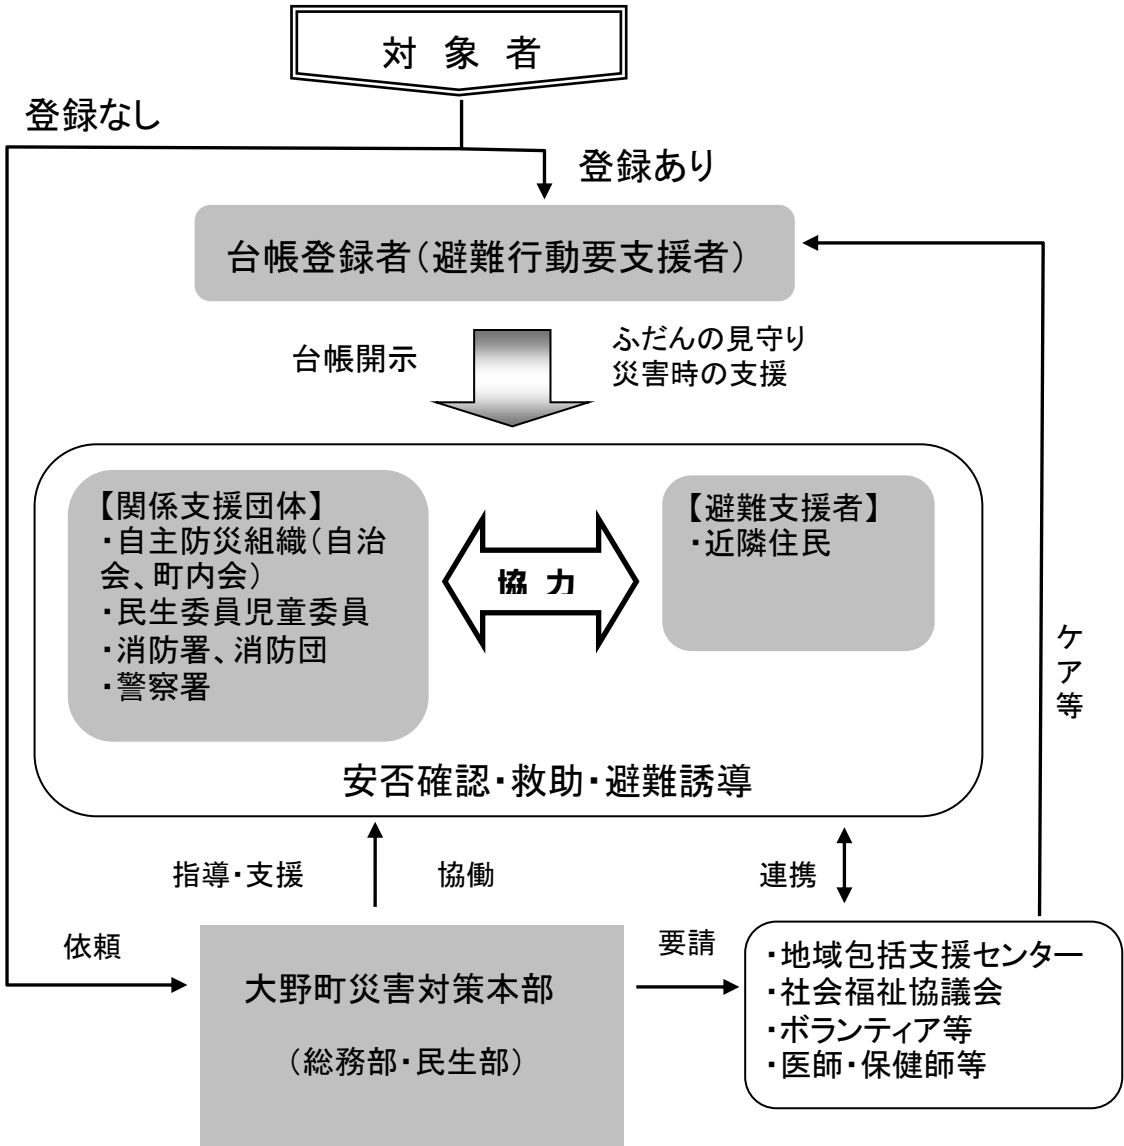 対 象 者
登録なし
登録あり
台帳登録者(避難行動要支援者)
台帳開示
ふだんの見守り
災害時の支援
【関係支援団体】
・自主防災組織(自治
会、町内会)
・民生委員児童委員
・消防署、消防団
・警察署
協 力
【避難支援者】
・近隣住民
安否確認・救助・避難誘導
ケア等
指導・支援
協働
連携
依頼
大野町災害対策本部
(総務部・民生部)
要請
・地域包括支援センター
・社会福祉協議会
・ボランティア等
・医師・保健師等